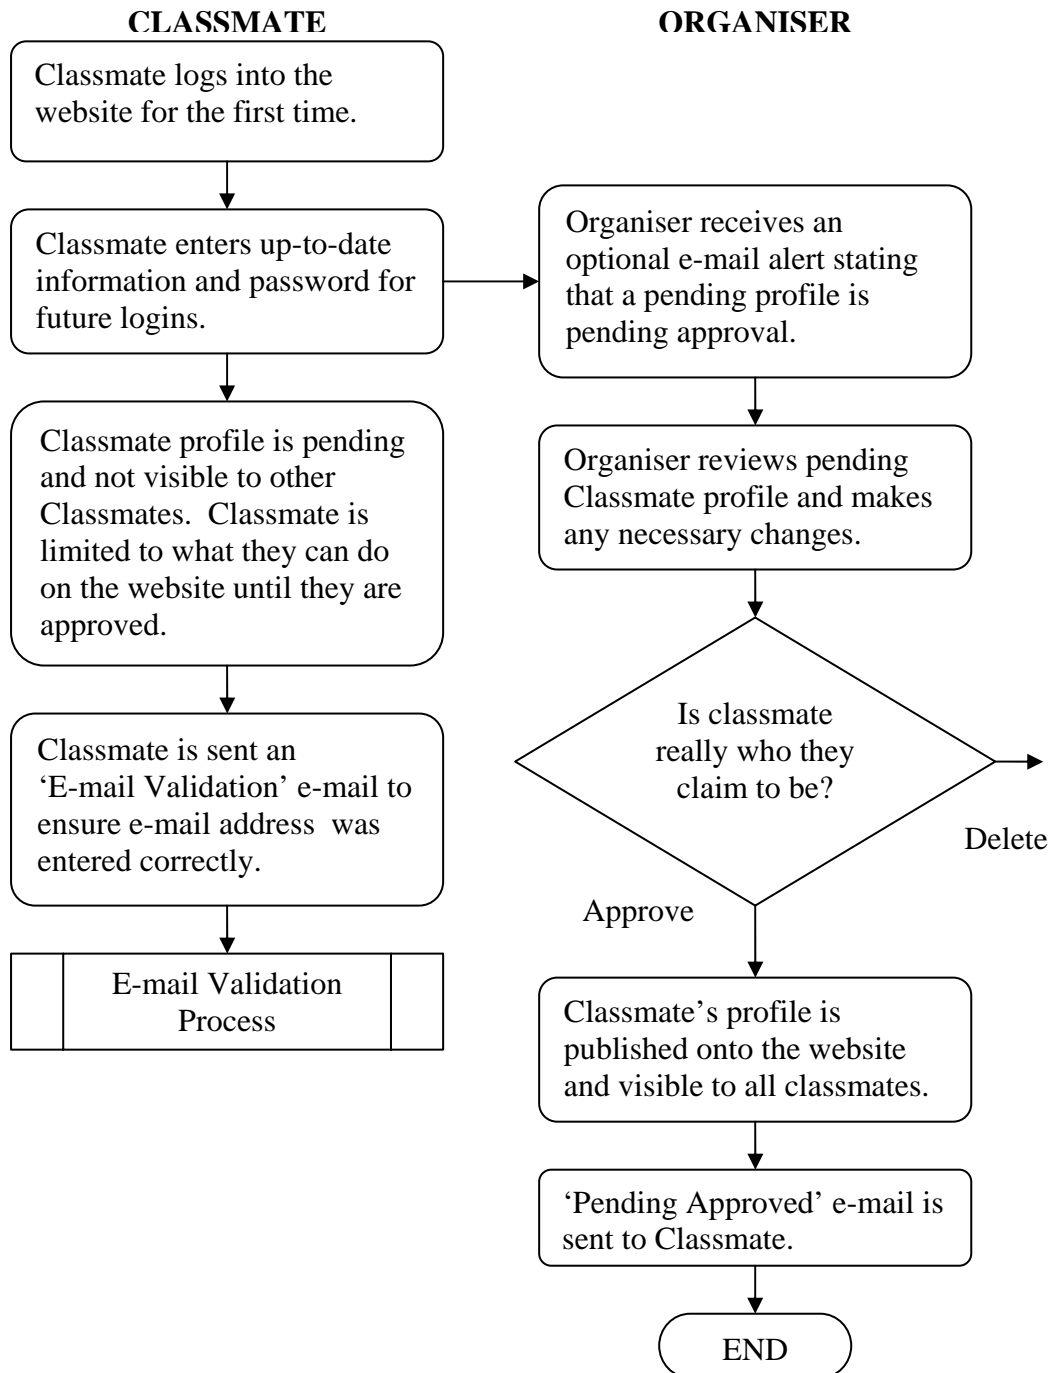 CLASSMATE
Classmate logs into the
website for the first time.
Classmate enters up-to-date
information and password for
future logins.
Classmate profile is pending
and not visible to other
Classmates.  Classmate is
limited to what they can do
on the website until they are
approved.
Classmate is sent an
‘E-mail Validation’ e-mail to
ensure e-mail address  was
entered correctly.
E-mail Validation
Process
ORGANISER
Organiser receives an
optional e-mail alert stating
that a pending profile is
pending approval.
Organiser reviews pending
Classmate profile and makes
any necessary changes.
Is classmate
really who they
claim to be?
Delete
Approve
Classmate’s profile is
published onto the website
and visible to all classmates.
‘Pending Approved’ e-mail is
sent to Classmate.
END